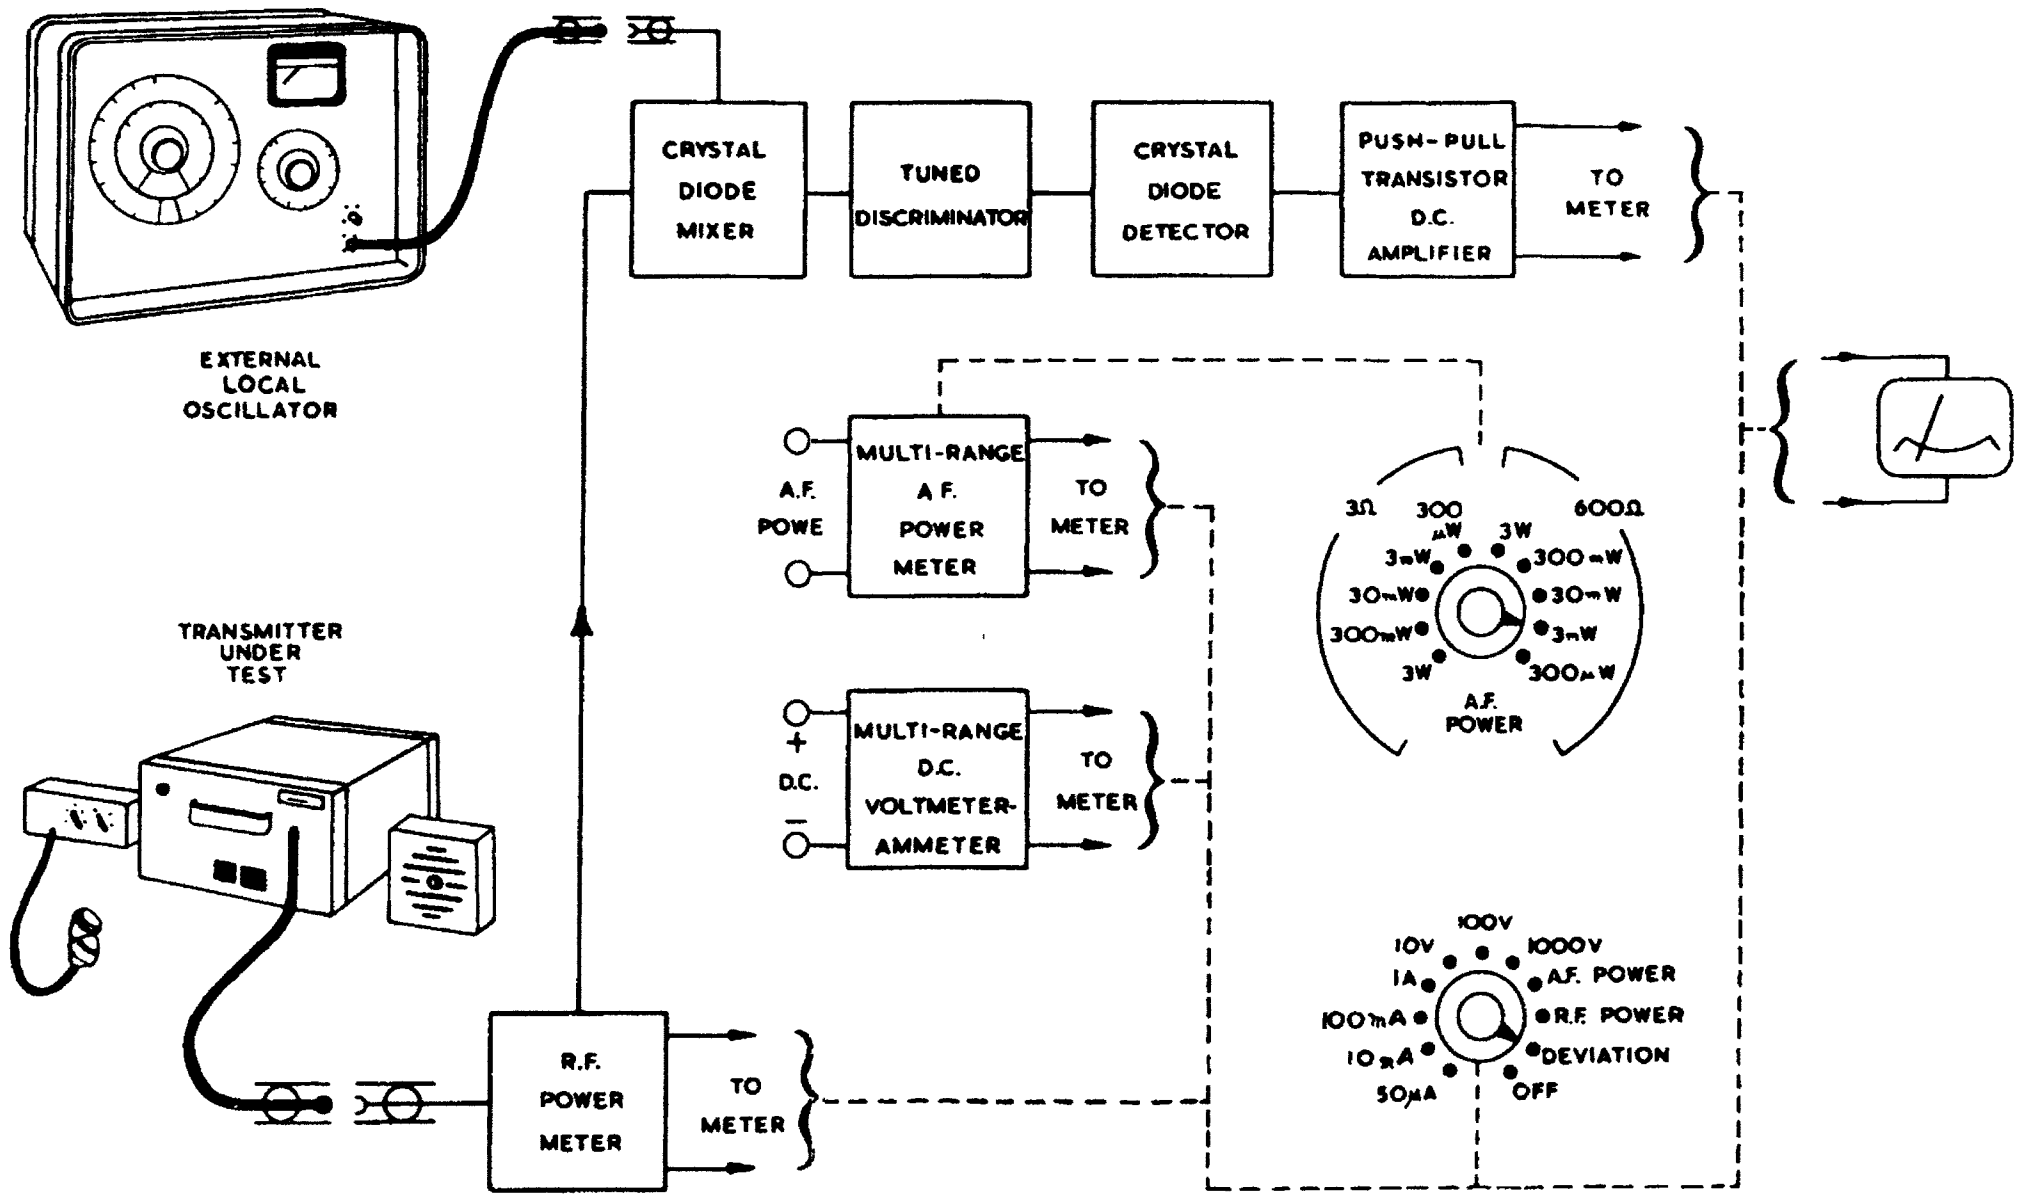 EXTERNAL
LOCAL
OSCILLATOR
CRYSTAL
DIODE
MIXER
TUNED
DISCRIMINATOR
CRYSTAL
DIODE
DETECTOR
PUSH-PULL
TRANSISTOR
D.C.
AMPLIFIER
TO
METER
A.F.
POWE
MULTI-RANGE
A F.
POWER
METER
TO
METER
3Ω
300
μW
3mW
30mW
300mW
3W
600Ω
3W
300mW
30mW
3mW
300μW
A.F.
POWER
TRANSMITTER
UNDER
TEST
+
D.C.
−
MULTI-RANGE
D.C.
VOLTMETER-
AMMETER
TO
METER
R.F.
POWER
METER
TO
METER
100V
10V
1A
100mA
10mA
50μA
1000V
A.F. POWER
R.F. POWER
DEVIATION
OFF